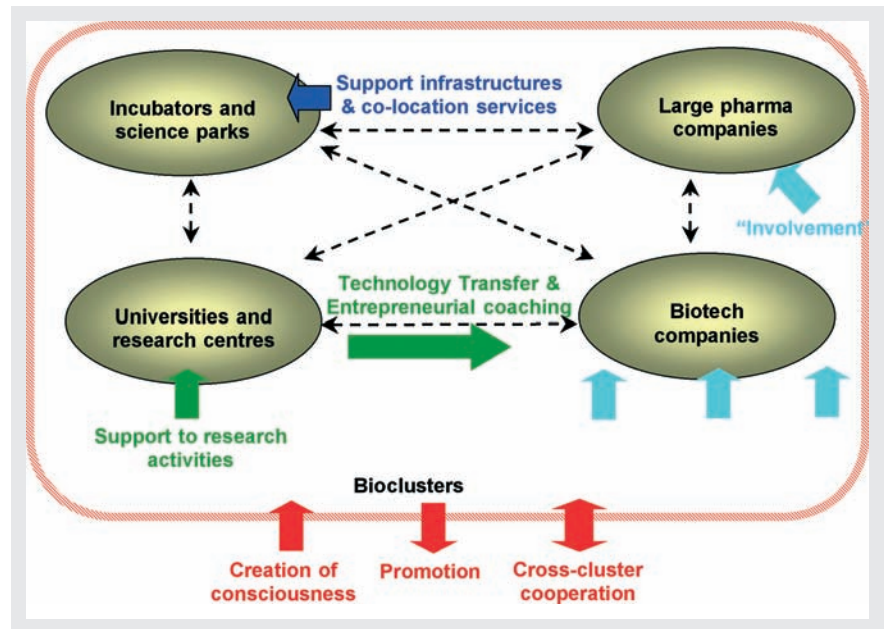 Incubators and
science parks
Support infrastructures
& co-location services
Large pharma
companies
“Involvement”
Universities and
research centres
Technology Transfer &
Entrepreneurial coaching
Biotech
companies
Support to research
activities
Bioclusters
Creation of
consciousness
Promotion
Cross-cluster
cooperation